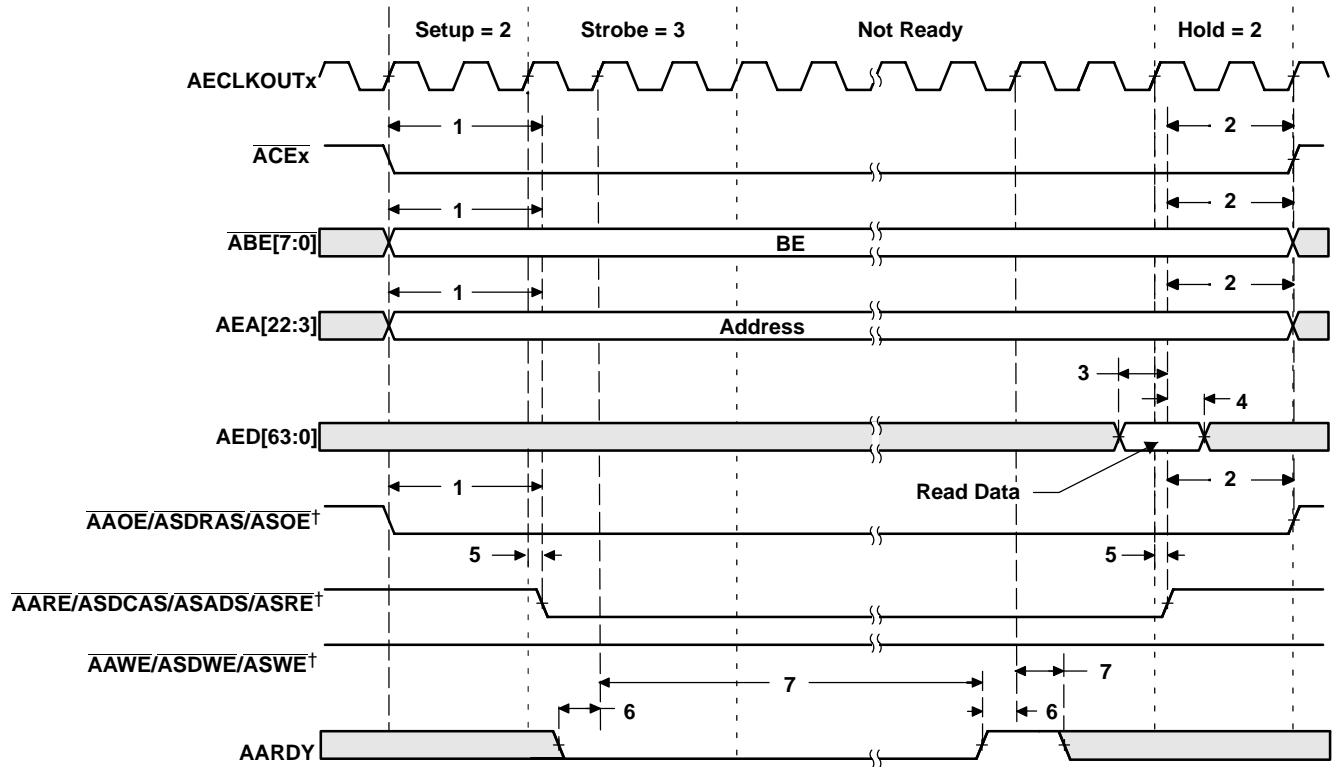 Setup = 2 Strobe = 3 Not Ready Hold = 2
AECLKOUTx
1 2
ACEx
1 2
ABE[7:0] BE
1 2
AEA[22:3] Address
3
4
AED[63:0]
Read Data
1 2
AAOE/ASDRAS/ASOE†
5 5
AARE/ASDCAS/ASADS/ASRE†
AAWE/ASDWE/ASWE†
7 7
6 6
AARDY